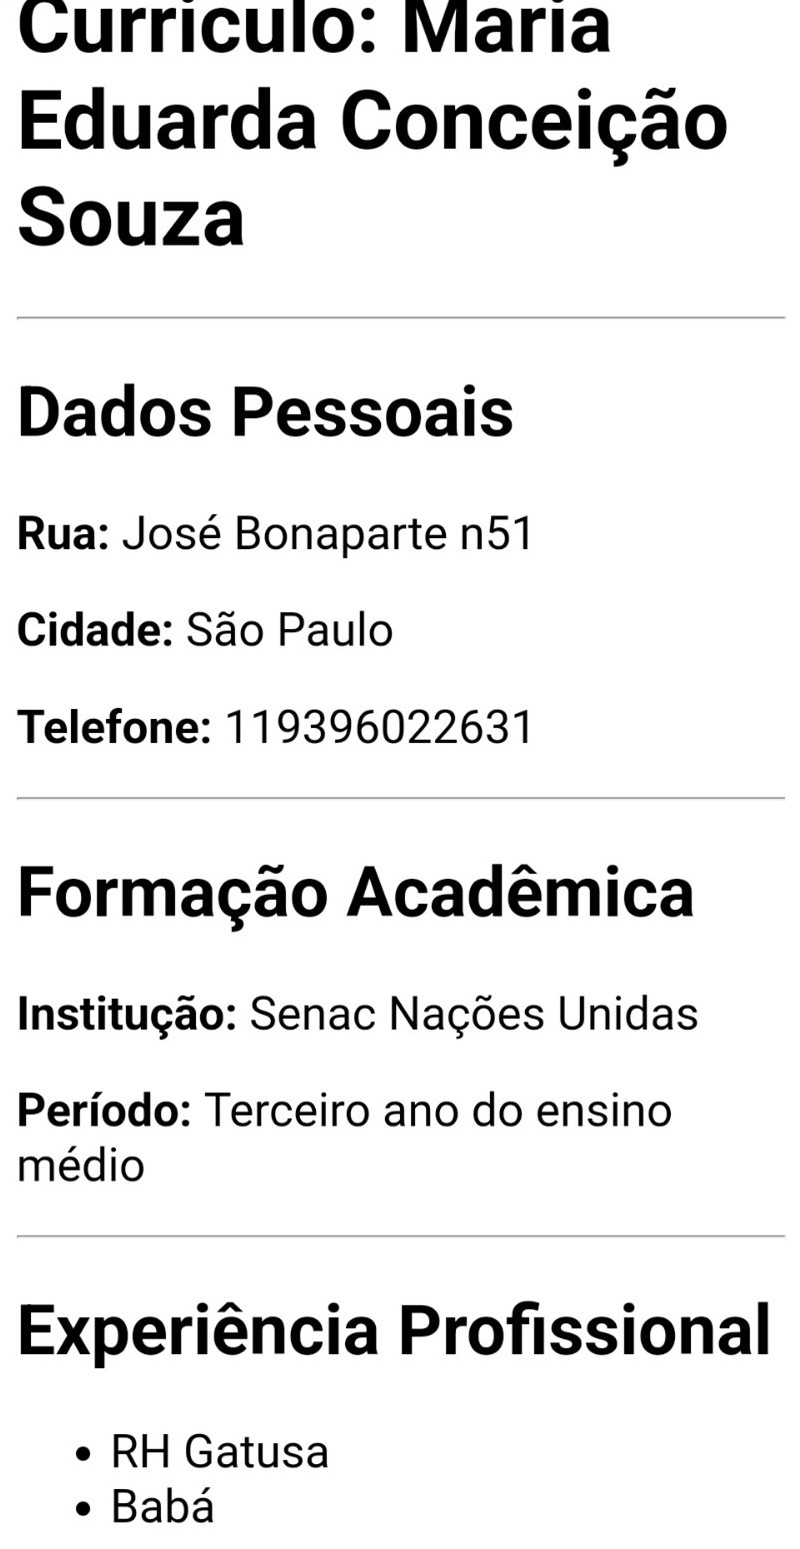 Currículo: Maria
Eduarda Conceição
Souza
Dados Pessoais
Rua: José Bonaparte n51
Cidade: São Paulo
Telefone: 119396022631
Formação Acadêmica
Institução: Senac Nações Unidas
Período: Terceiro ano do ensino
médio
Experiência Profissional
• RH Gatusa
• Babá